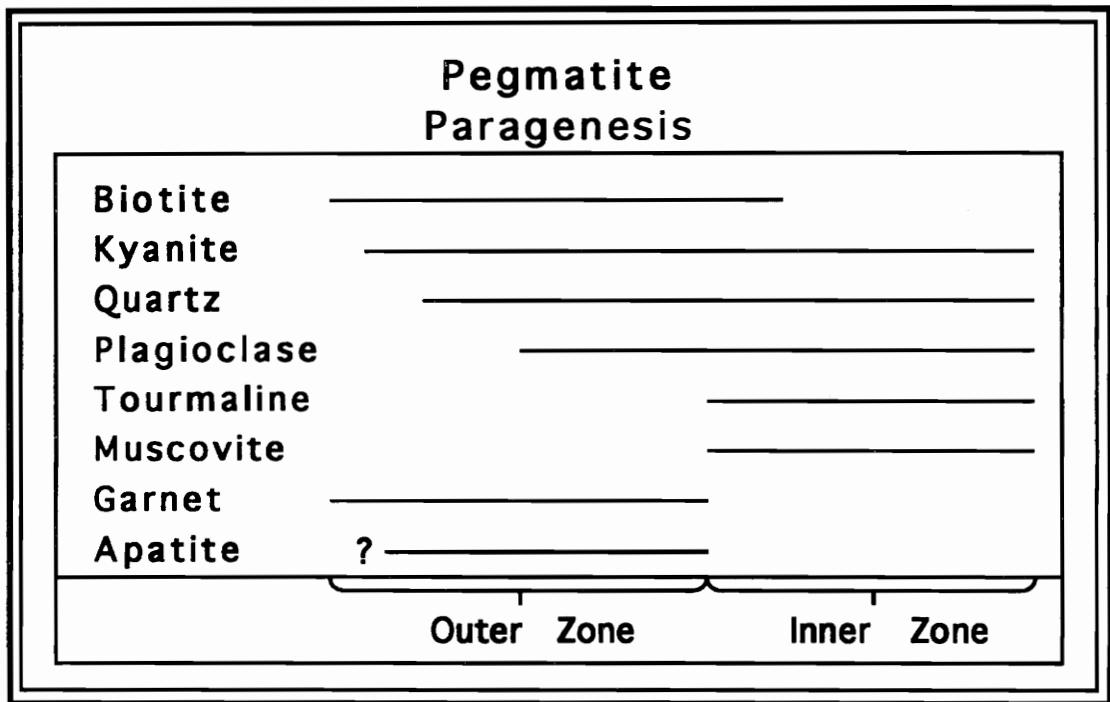 Pegmatite
Paragenesis
Biotite
Kyanite
Quartz
Plagioclase
Tourmaline
Muscovite
Garnet
Apatite ?
Outer Zone Inner Zone